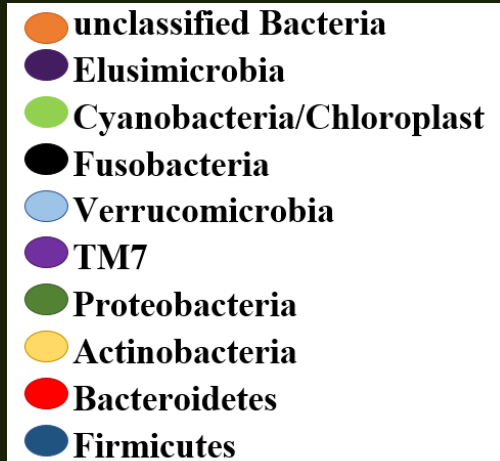 unclassified Bacteria
Elusimicrobia
Cyanobacteria/Chloroplast
Fusobacteria
Verrucomicrobia
TM7
Proteobacteria
Actinobacteria
Bacteroidetes
Firmicutes